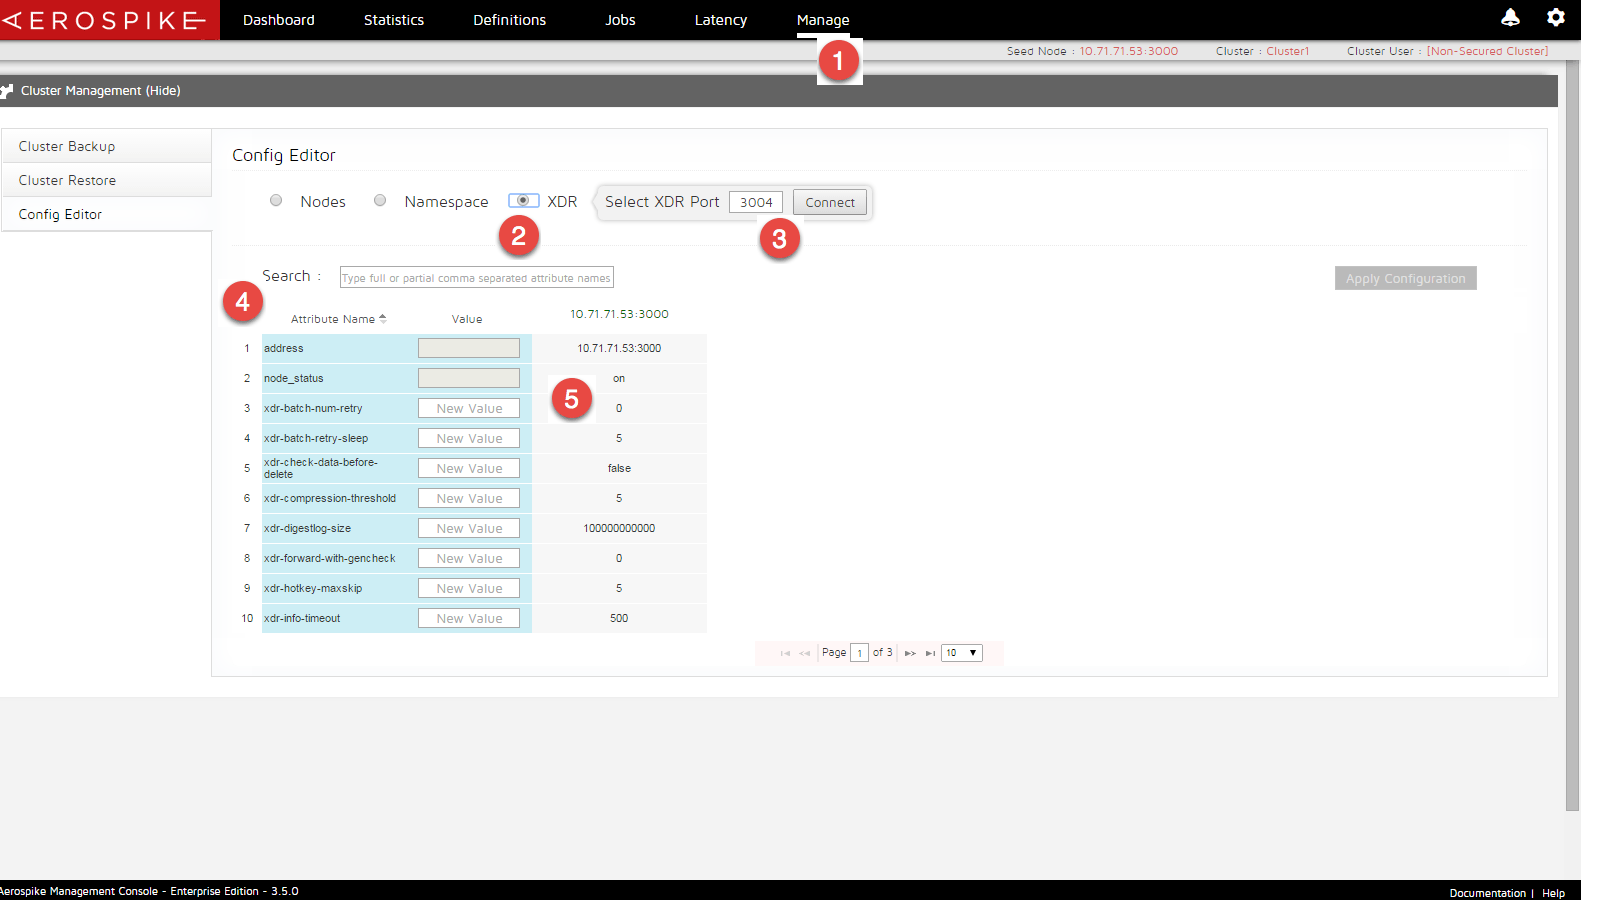 AEROSPIKE Dashboard Statistics Definitions Jobs Latency Manage
Seed Node : 10.71.71.53:3000 Cluster : Cluster1 Cluster User : [Non-Secured Cluster]
1
Cluster Management (Hide)
Cluster Backup
Cluster Restore
Config Editor
Config Editor
Nodes Namespace XDR Select XDR Port 3004 Connect
2
3
Search : Type full or partial comma separated attribute names Apply Configuration
4
Attribute Name Value 10.71.71.53:3000
1 address 10.71.71.53:3000
2 node_status on
5
3 xdr-batch-num-retry New Value 0
4 xdr-batch-retry-sleep New Value 5
5 xdr-check-data-before-
delete New Value false
6 xdr-compression-threshold New Value 5
7 xdr-digestlog-size New Value 100000000000
8 xdr-forward-with-gencheck New Value 0
9 xdr-hotkey-maxskip New Value 5
10 xdr-info-timeout New Value 500
Page 1 of 3 10
Aerospike Management Console - Enterprise Edition - 3.5.0
Documentation | Help